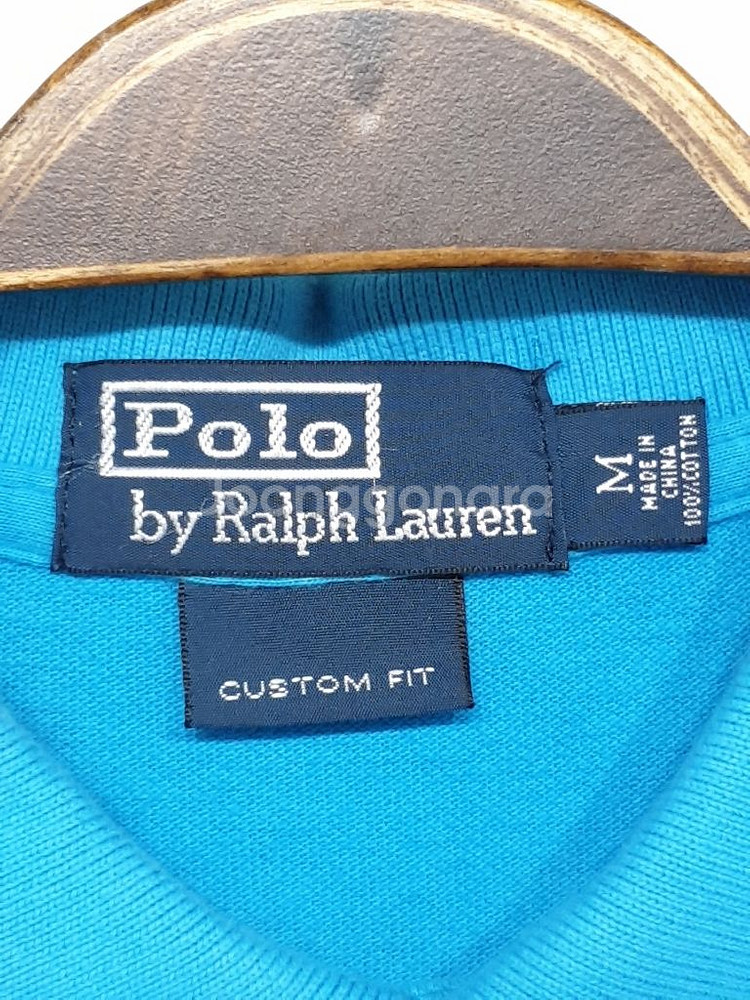 Polo
by Ralph Lauren
M
MADE IN
CHINA
100% COTTON
CUSTOM FIT